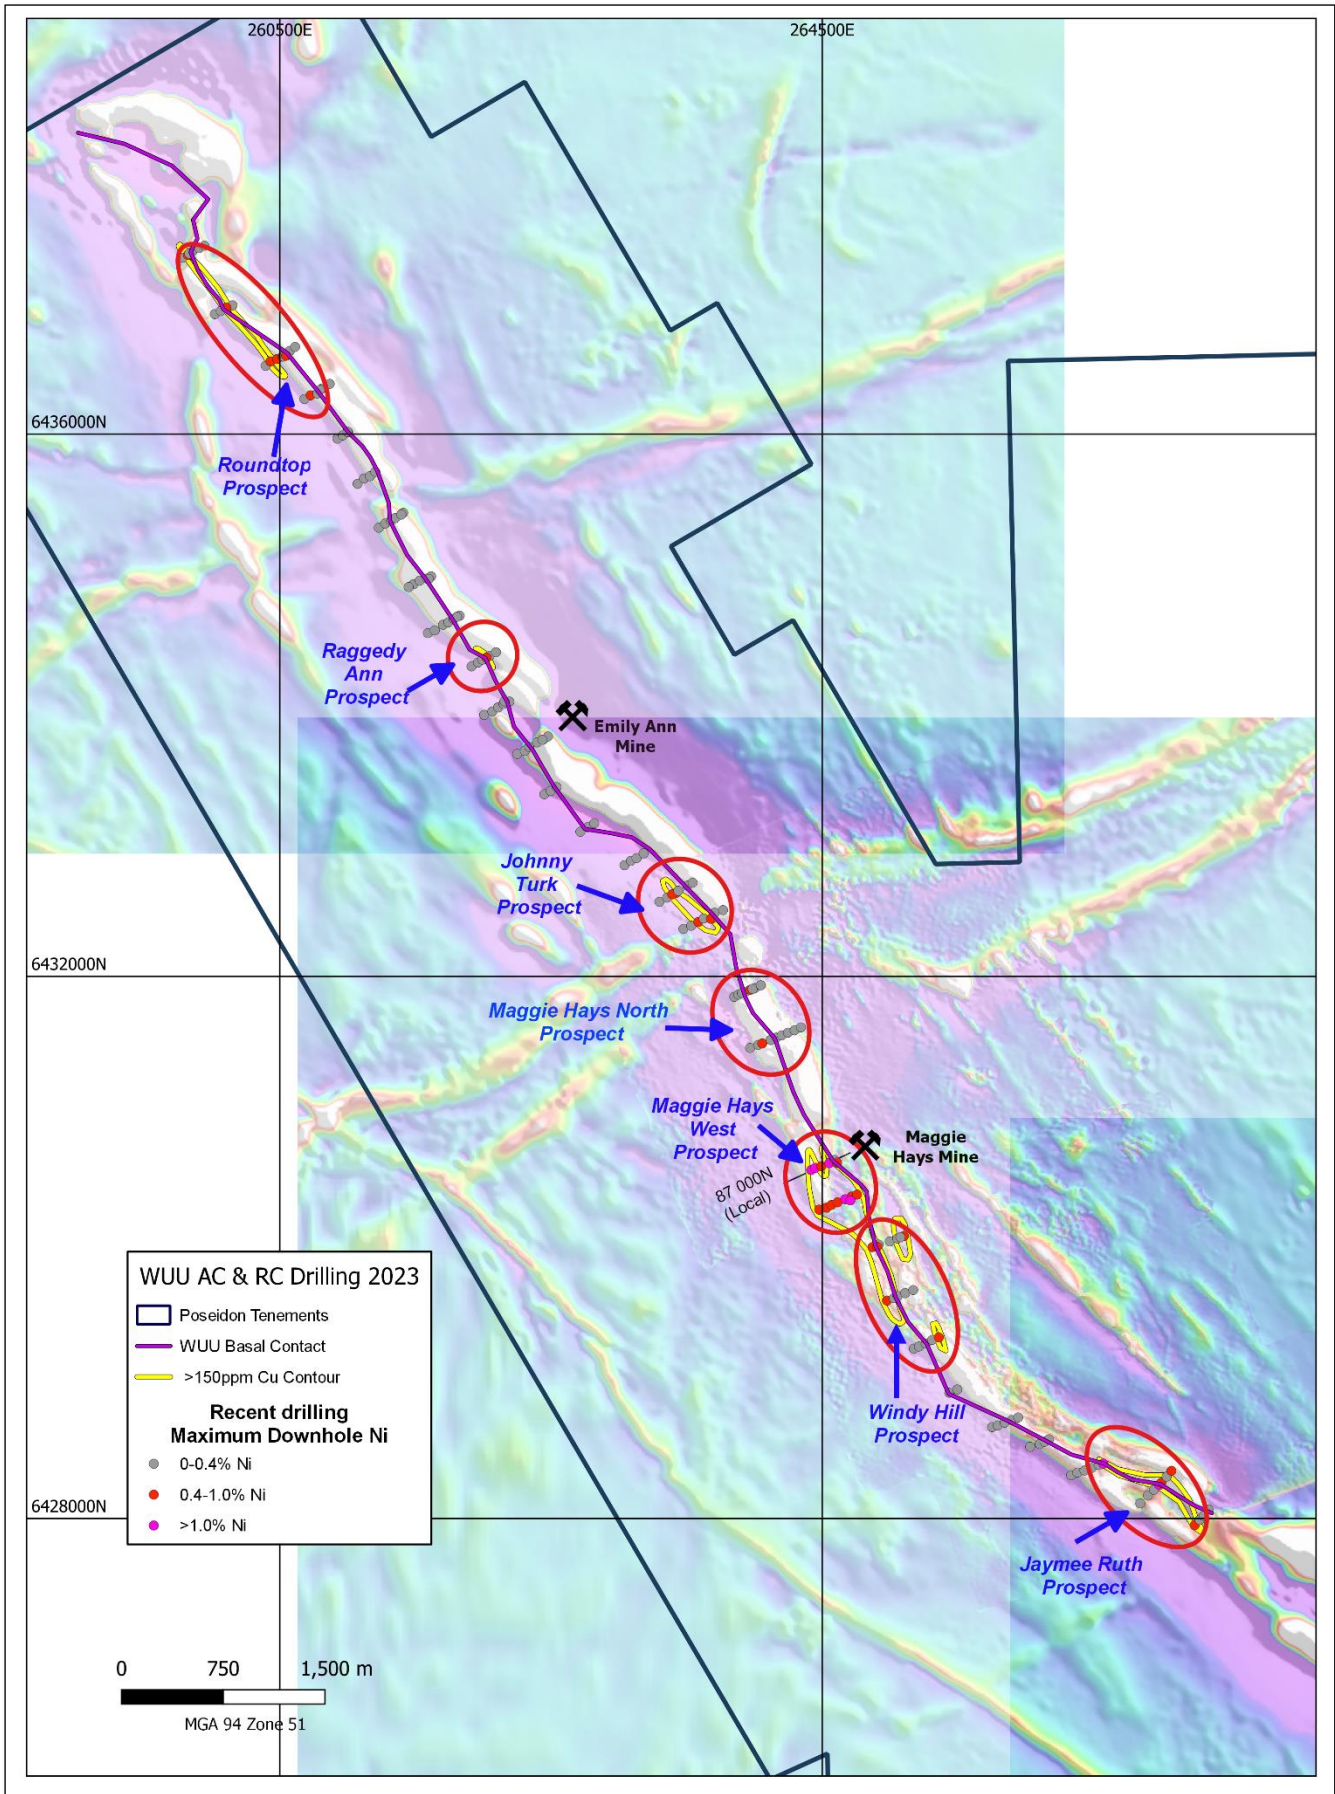 260500E
264500E
6436000N
Roundtop
Prospect
Raggedy
Ann
Prospect
Emily Ann
Mine
Johnny
Turk
Prospect
6432000N
Maggie Hays North
Prospect
Maggie Hays
West
Prospect
Maggie
Hays Mine
87 000N
(Local)
WUU AC & RC Drilling 2023
Poseidon Tenements
WUU Basal Contact
>150ppm Cu Contour
Recent drilling
Maximum Downhole Ni
0-0.4% Ni
0.4-1.0% Ni
>1.0% Ni
Windy Hill
Prospect
6428000N
Jaymee Ruth
Prospect
0 750 1,500 m
MGA 94 Zone 51